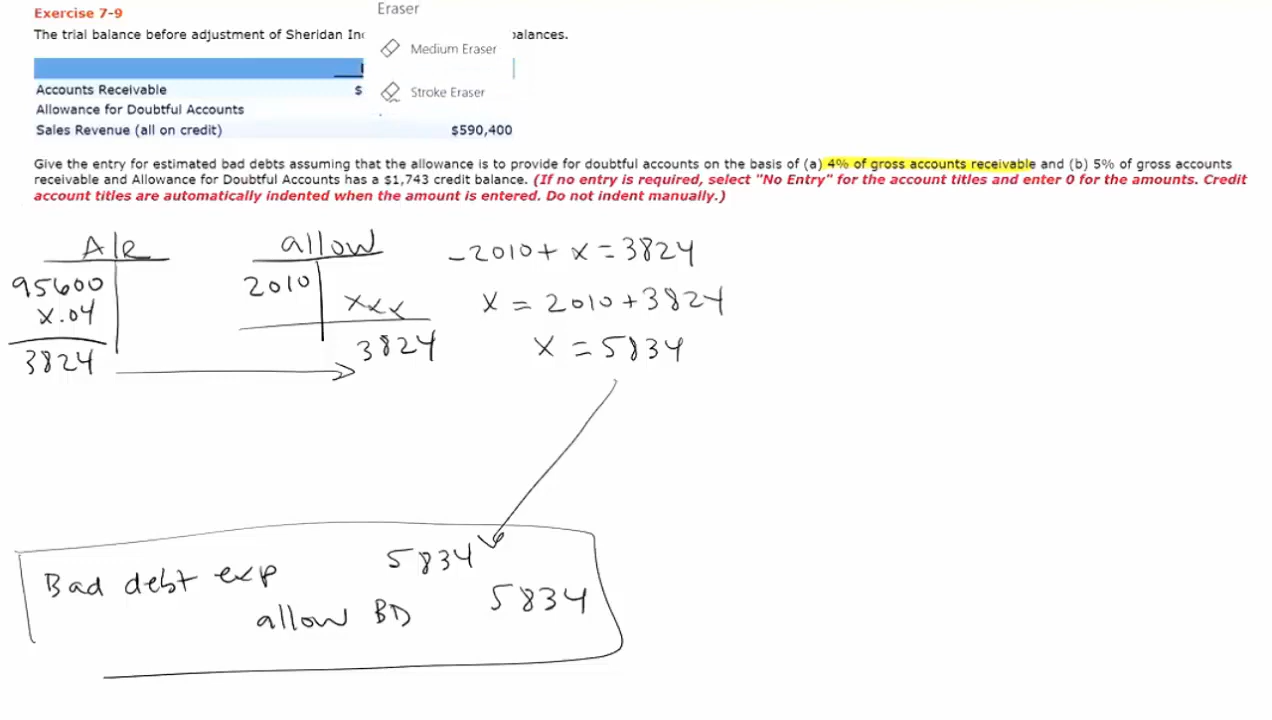 Exercise 7-9
Eraser
The trial balance before adjustment of Sheridan In
alances.
Medium Eraser
Accounts Receivable $
Stroke Eraser
Allowance for Doubtful Accounts
Sales Revenue (all on credit) $590,400
Give the entry for estimated bad debts assuming that the allowance is to provide for doubtful accounts on the basis of (a) 4% of gross accounts receivable and (b) 5% of gross accounts
receivable and Allowance for Doubtful Accounts has a $1,743 credit balance. (If no entry is required, select "No Entry" for the account titles and enter 0 for the amounts. Credit
account titles are automatically indented when the amount is entered. Do not indent manually.)
A/R
95600
x.04
3824
allow
2010
xxx
3824
-2010 + x = 3824
x = 2010 + 3824
x = 5834
Bad debt exp 5834
allow BD 5834